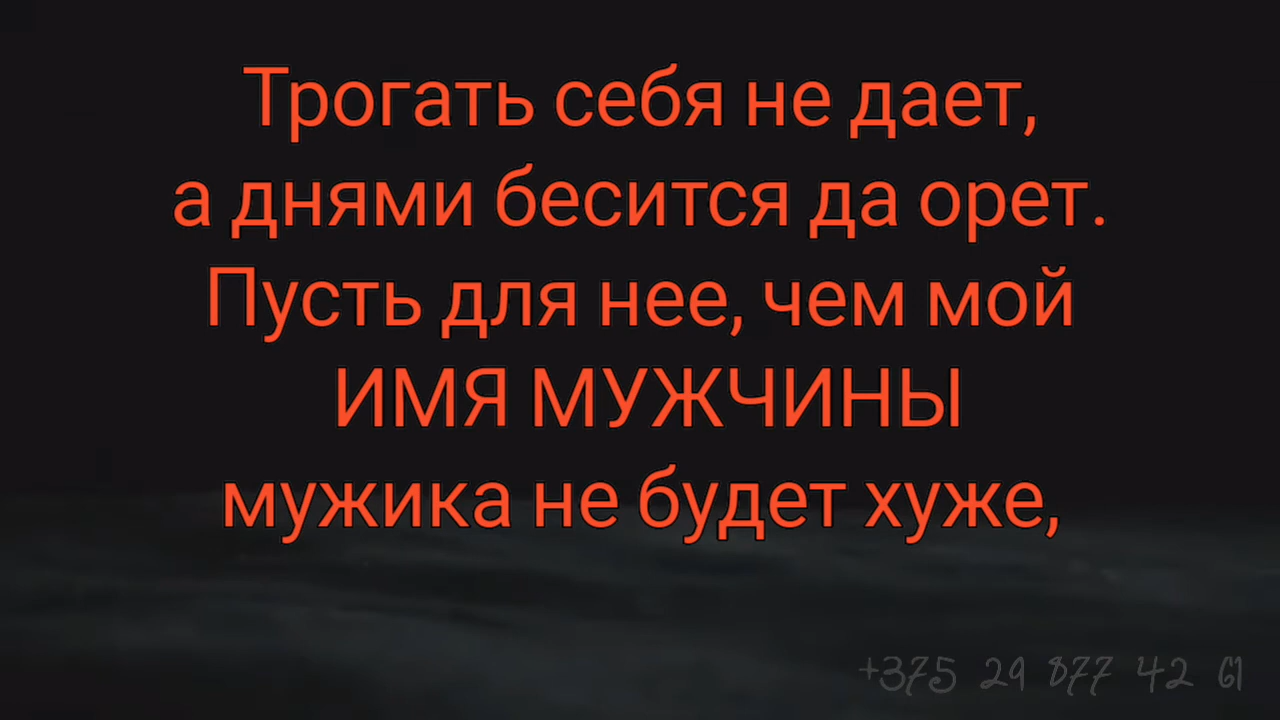 Трогать себя не дает,
а днями бесится да орет.
Пусть для нее, чем мой
ИМЯ МУЖЧИНЫ
мужика не будет хуже,
+375 29 877 42 61